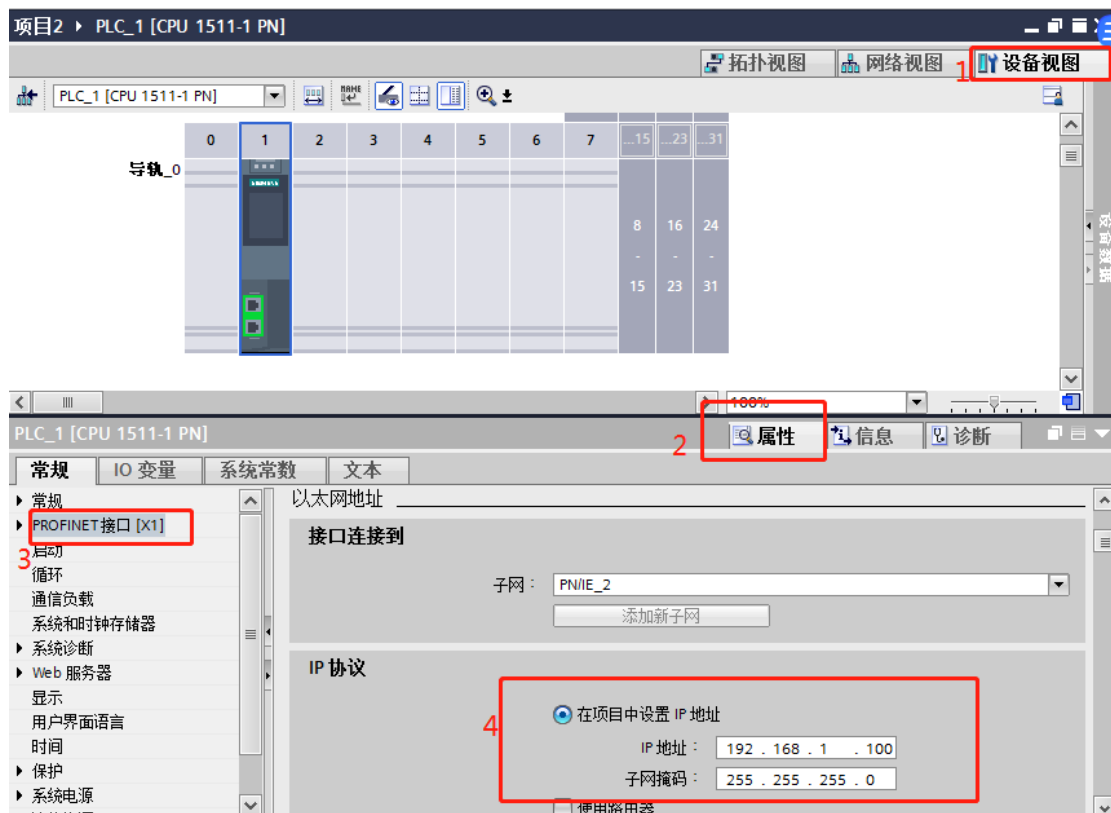 项目2 ▸ PLC_1 [CPU 1511-1 PN]
拓扑视图 网络视图 1 设备视图
PLC_1 [CPU 1511-1 PN]
0 1 2 3 4 5 6 7 ...15 ...23 ...31
导轨_0
SIEMENS
8 16 24
- - -
15 23 31
设备数据
100%
PLC_1 [CPU 1511-1 PN]
2 属性 信息 诊断
常规 IO 变量 系统常数 文本
常规
PROFINET接口 [X1]
3
启动
循环
通信负载
系统和时钟存储器
系统诊断
Web 服务器
显示
用户界面语言
时间
保护
系统电源
以太网地址
接口连接到
子网： PN/IE_2
添加新子网
IP 协议
4
在项目中设置 IP 地址
IP 地址： 192 . 168 . 1 . 100
子网掩码： 255 . 255 . 255 . 0
使用路由器